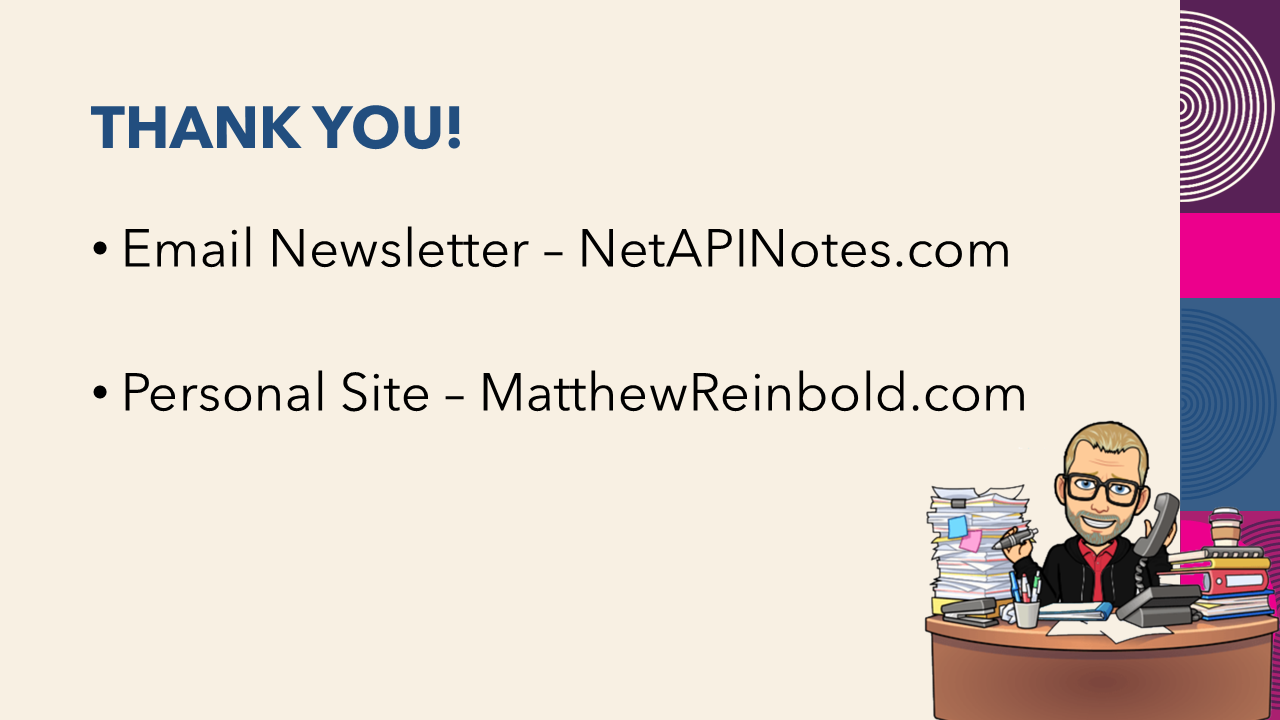 THANK YOU!
• Email Newsletter – NetAPINotes.com
• Personal Site – MatthewReinbold.com